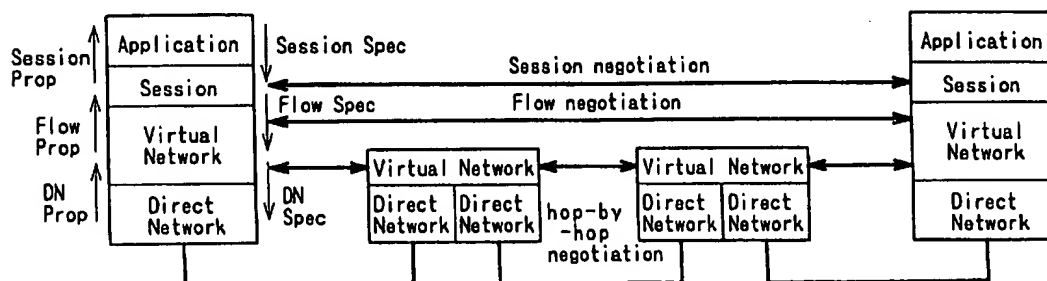 Session
Prop
Flow
Prop
DN
Prop
Application
Session
Virtual
Network
Direct
Network
Session Spec
Flow Spec
DN
Spec
Session negotiation
Flow negotiation
Virtual Network
Direct
Network
Direct
Network
hop-by
-hop
negotiation
Virtual Network
Direct
Network
Direct
Network
Application
Session
Virtual
Network
Direct
Network